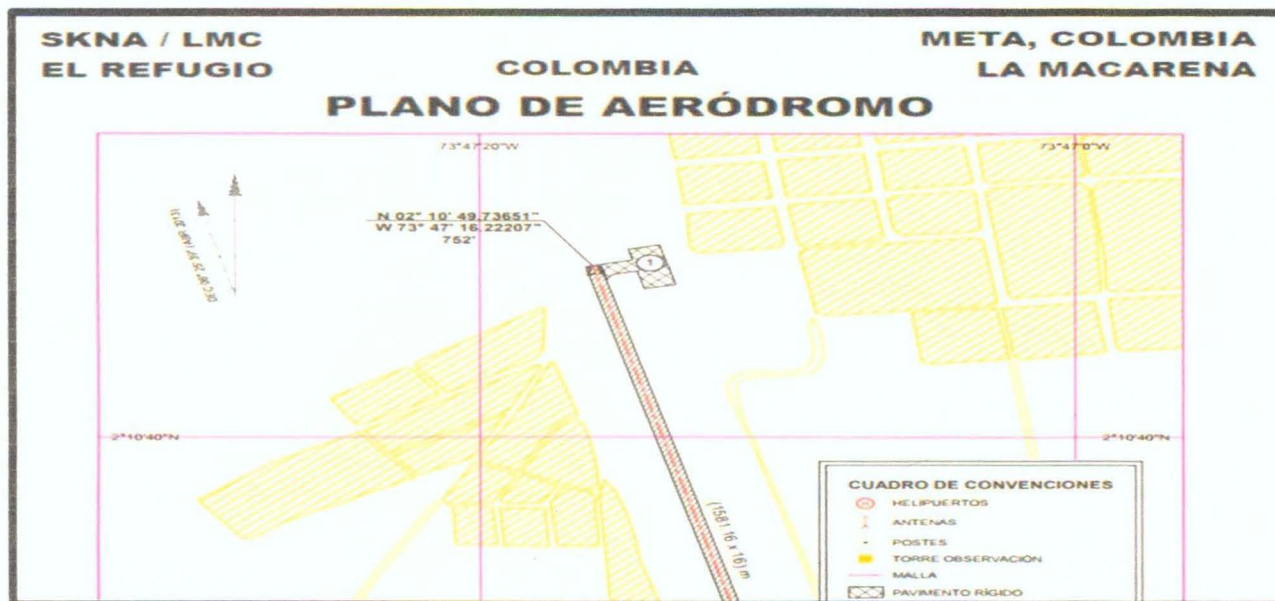 SKNA / LMC
EL REFUGIO
COLOMBIA
META, COLOMBIA
LA MACARENA
PLANO DE AERÓDROMO
73°47'20"W
73°47'0"W
N 02° 10' 49,73651"
W 73° 47' 16,22207"
752'
1
2°10'40"N
2°10'40"N
(1581.16 x 16) m
CUADRO DE CONVENCIONES
HELIPUERTOS
ANTENAS
POSTES
TORRE OBSERVACIÓN
MALLA
PAVIMENTO RÍGIDO